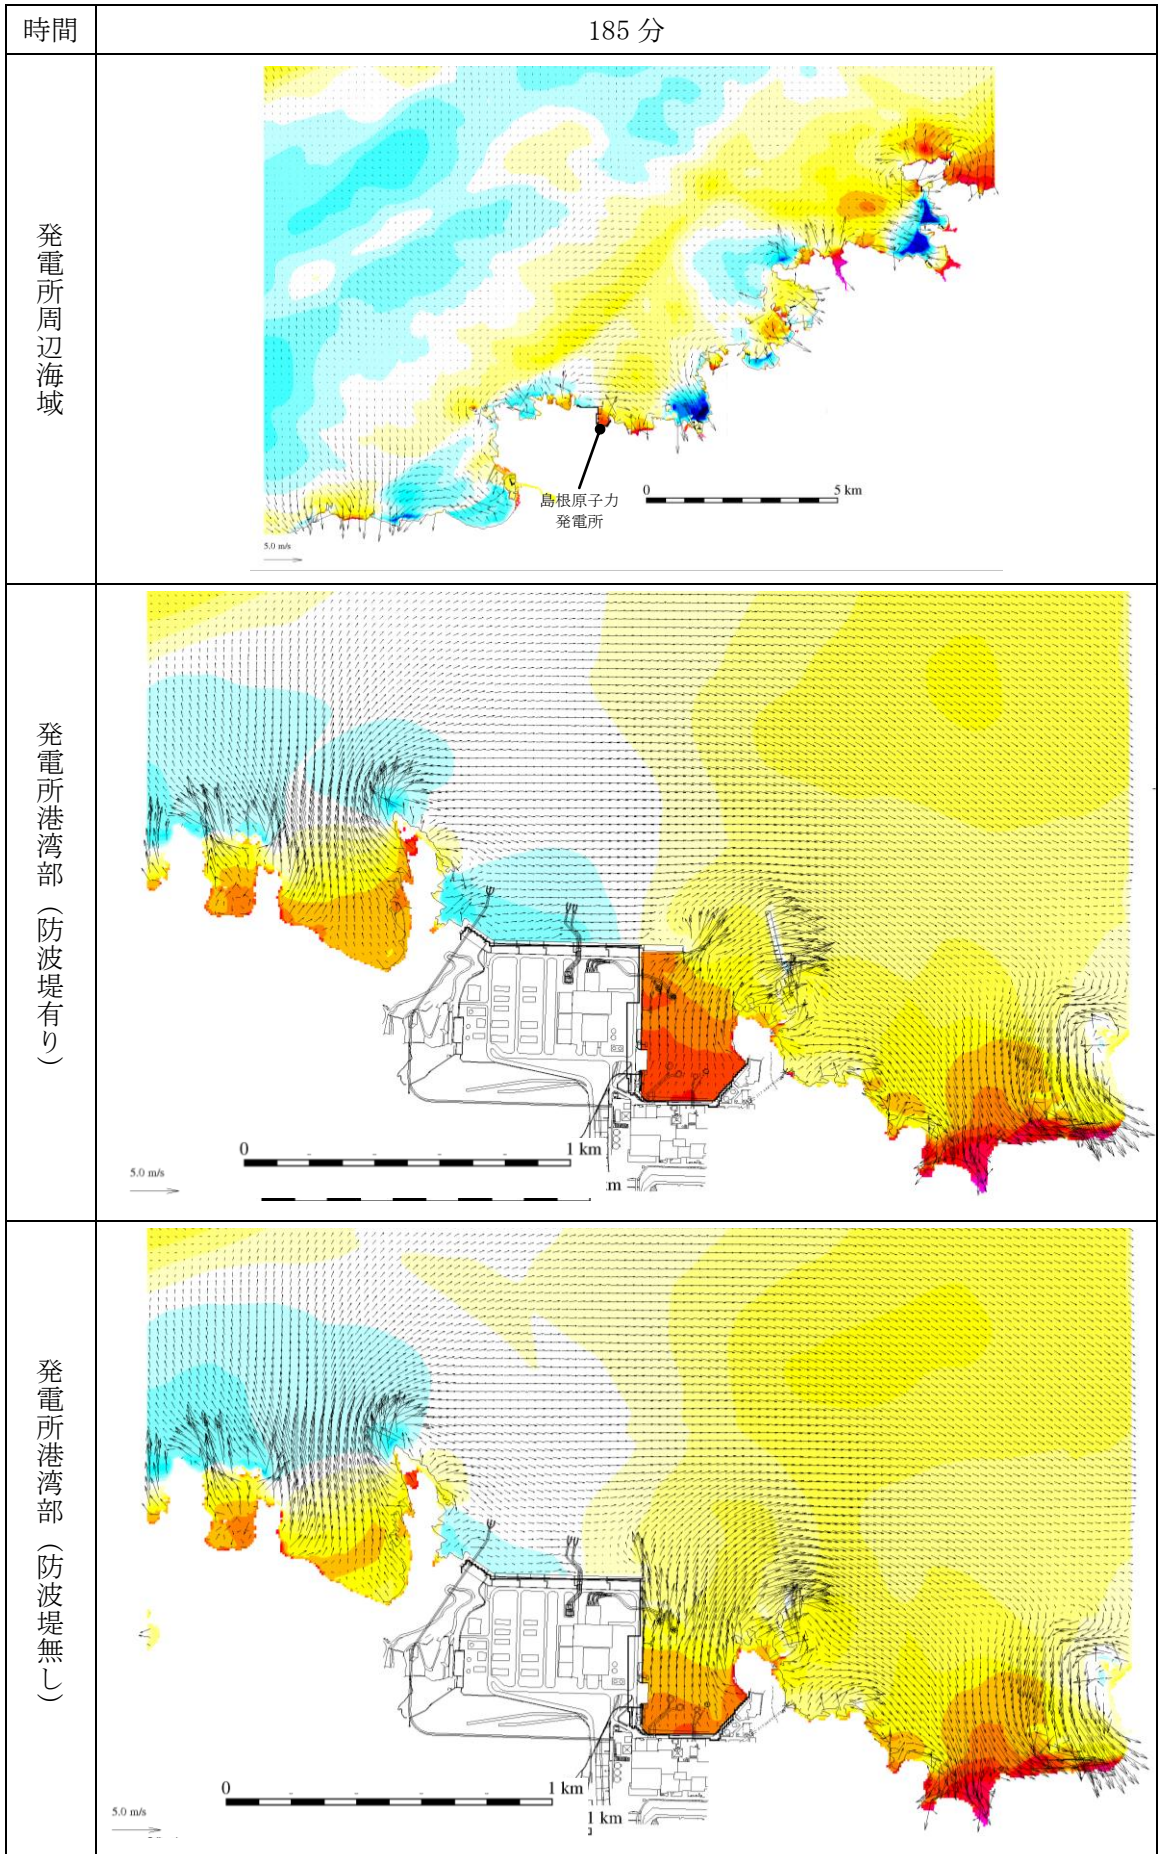 時間
185 分
発電所周辺海域
島根原子力
発電所
0
5 km
5.0 m/s
発電所港湾部（防波堤有り）
0
1 km
5.0 m/s
m
発電所港湾部（防波堤無し）
0
1 km
5.0 m/s
1 km